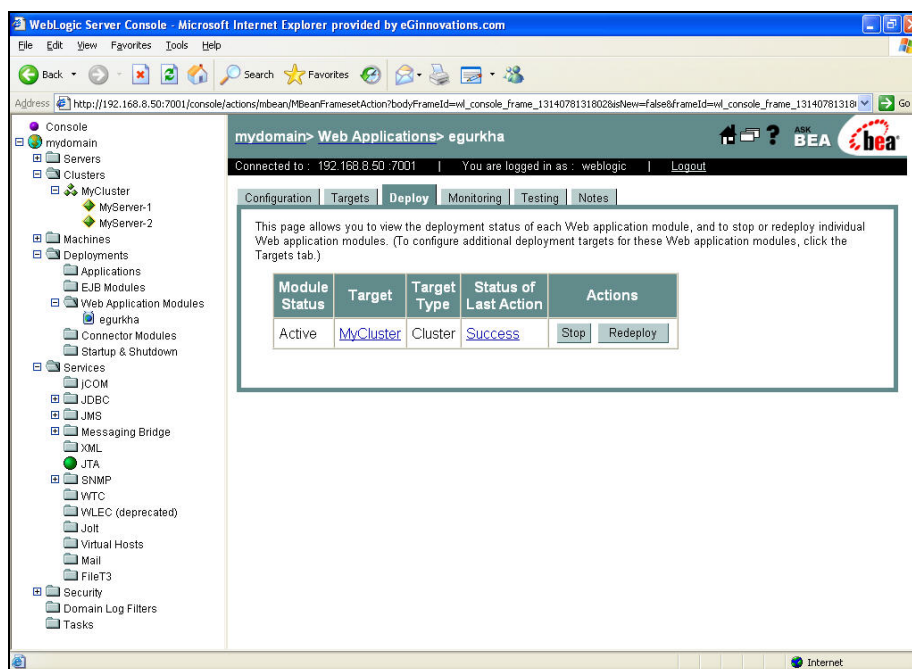 WebLogic Server Console - Microsoft Internet Explorer provided by eGinnovations.com
File Edit View Favorites Tools Help
Back Search Favorites
Address http://192.168.8.50:7001/console/actions/mbean/MBeanFramesetAction?bodyFrameId=wl_console_frame_1314078131802&isNew=false&frameId=wl_console_frame_13140781318 Go
Console
mydomain
Servers
Clusters
MyCluster
MyServer-1
MyServer-2
Machines
Deployments
Applications
EJB Modules
Web Application Modules
egurkha
Connector Modules
Startup & Shutdown
Services
jCOM
JDBC
JMS
Messaging Bridge
XML
JTA
SNMP
WTC
WLEC (deprecated)
Jolt
Virtual Hosts
Mail
FileT3
Security
Domain Log Filters
Tasks
mydomain> Web Applications> egurkha
? ASK BEA bea
Connected to : 192.168.8.50 :7001 | You are logged in as : weblogic | Logout
Configuration Targets Deploy Monitoring Testing Notes
This page allows you to view the deployment status of each Web application module, and to stop or redeploy individual
Web application modules. (To configure additional deployment targets for these Web application modules, click the
Targets tab.)
Module Status Target Target Type Status of Last Action Actions
Active MyCluster Cluster Success Stop Redeploy
Internet